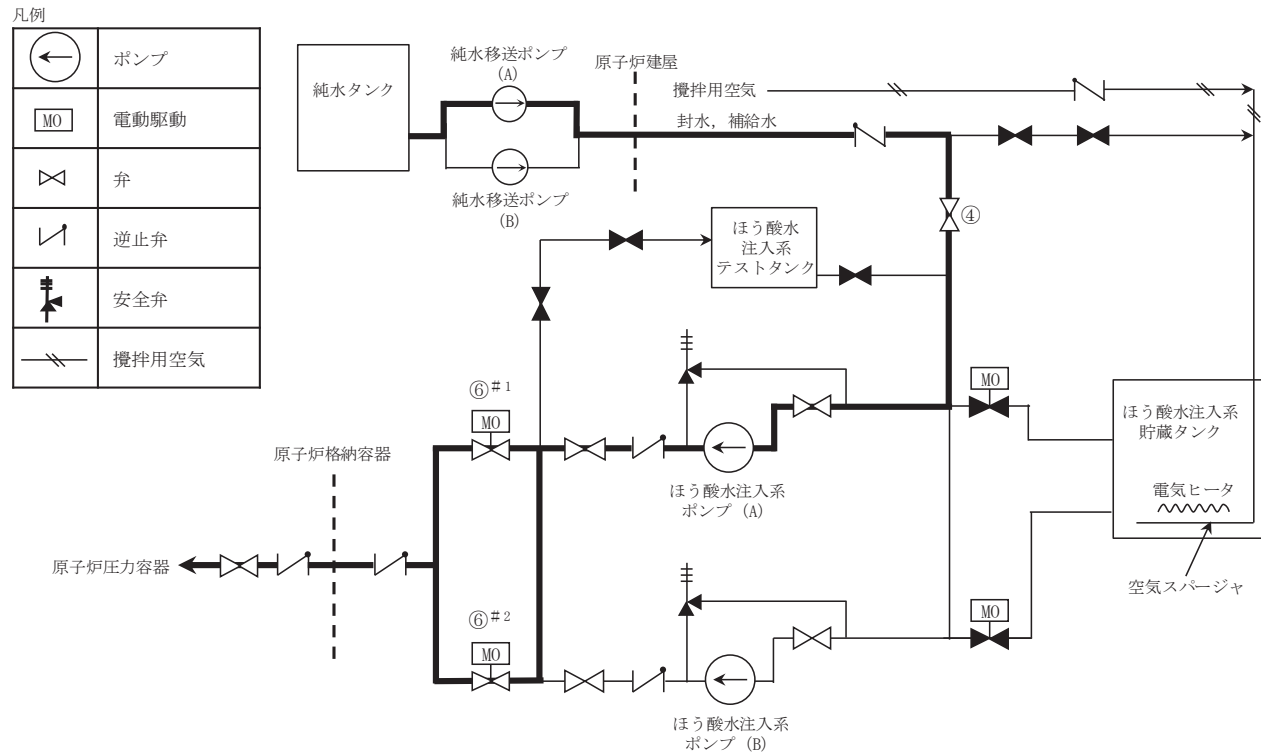 凡例
ポンプ
MO
電動駆動
弁
逆止弁
安全弁
攪拌用空気
純水タンク
純水移送ポンプ
(A)
純水移送ポンプ
(B)
原子炉建屋
攪拌用空気
封水，補給水
④
ほう酸水
注入系
テストタンク
⑥#1
MO
MO
ほう酸水注入系
貯蔵タンク
電気ヒータ
空気スパージャ
原子炉格納容器
ほう酸水注入系
ポンプ (A)
原子炉圧力容器
⑥#2
MO
MO
ほう酸水注入系
ポンプ (B)